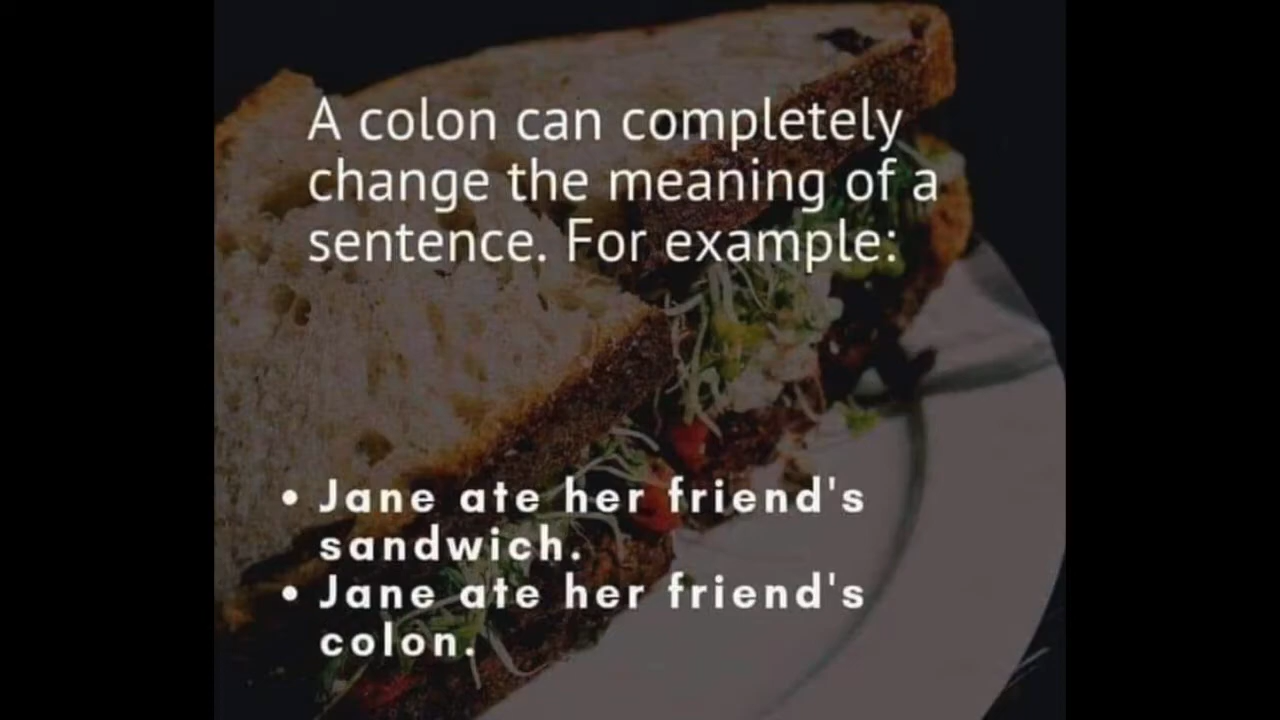 A colon can completely
change the meaning of a
sentence. For example:
• Jane ate her friend's
sandwich.
• Jane ate her friend's
colon.